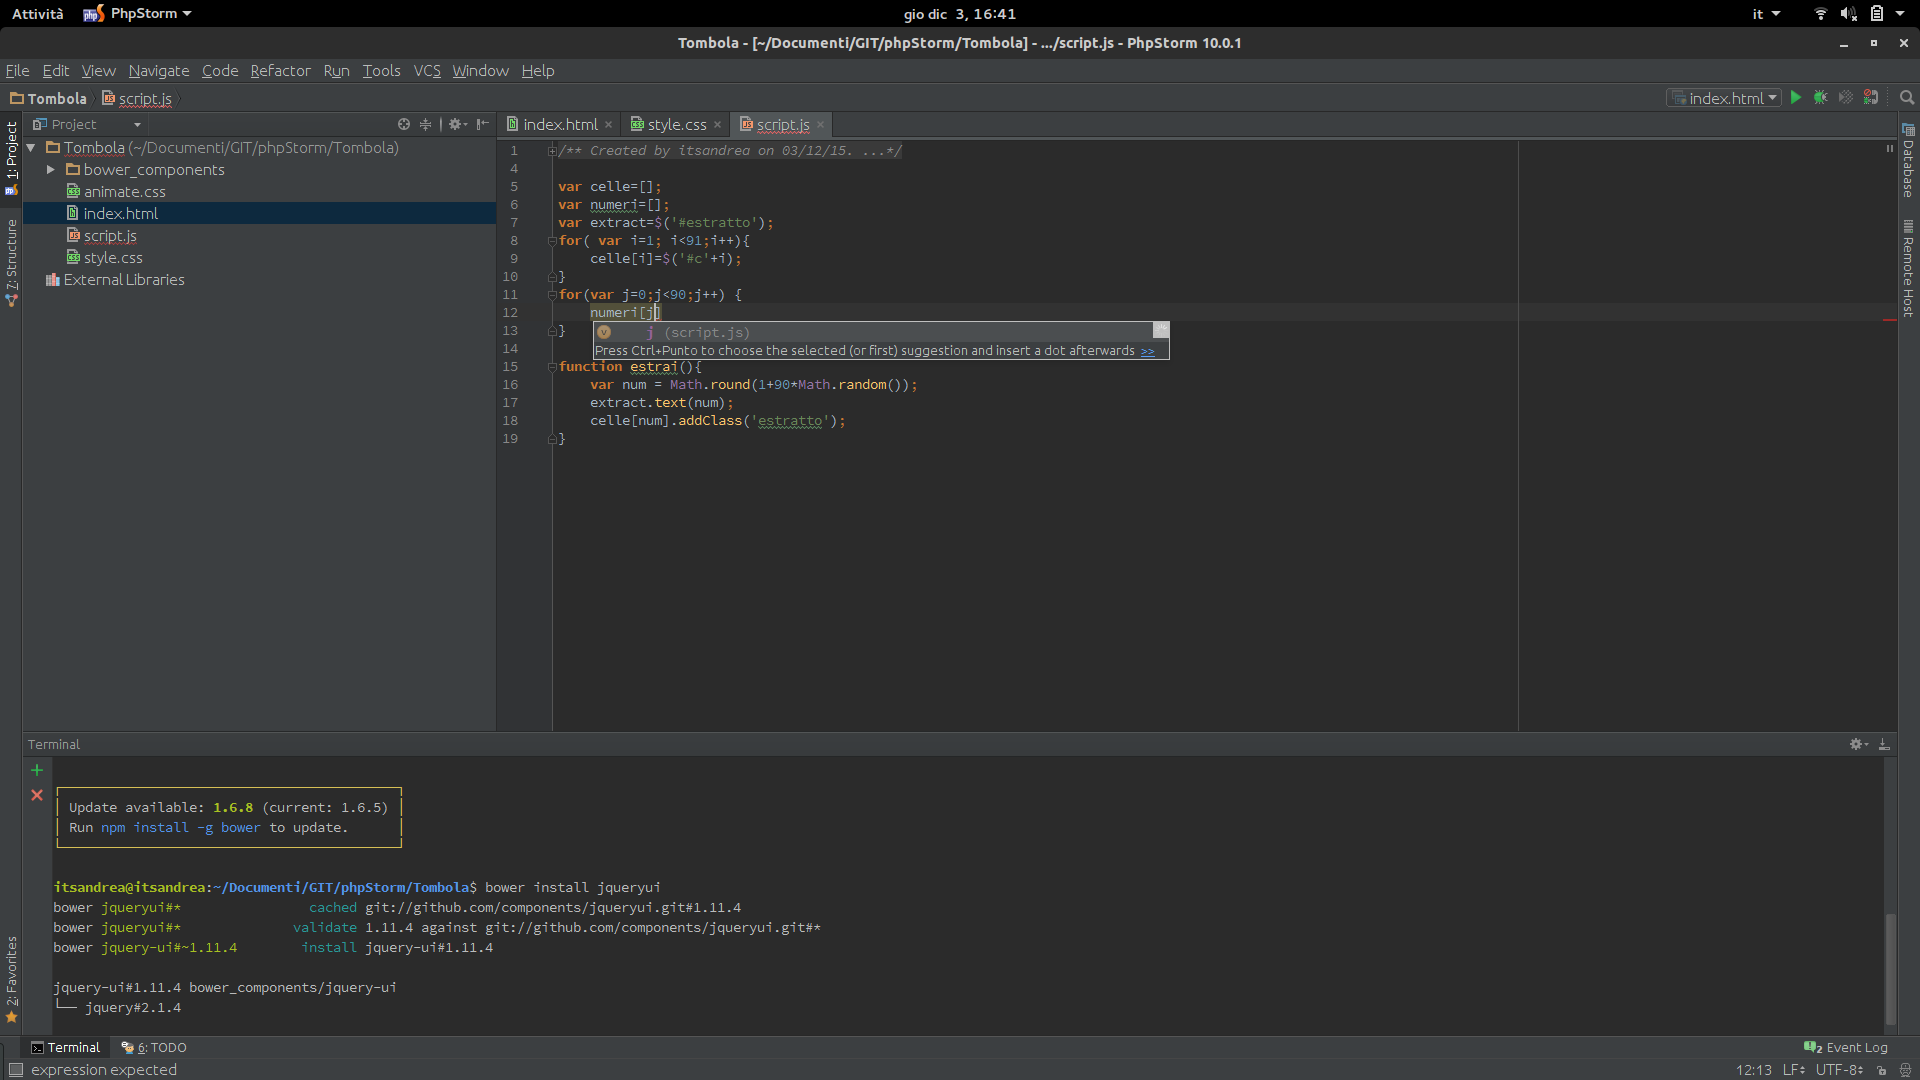 Attività PhpStorm gio dic 3, 16:41 it
Tombola - [~/Documenti/GIT/phpStorm/Tombola] - .../script.js - PhpStorm 10.0.1
File Edit View Navigate Code Refactor Run Tools VCS Window Help
Tombola script.js index.html
1: Project
7: Structure
2: Favorites
Project
Tombola (~/Documenti/GIT/phpStorm/Tombola)
bower_components
animate.css
index.html
script.js
style.css
External Libraries
index.html style.css script.js
1 /** Created by itsandrea on 03/12/15. ...*/
4
5 var celle=[];
6 var numeri=[];
7 var extract=$('#estratto');
8 for( var i=1; i<91;i++){
9 celle[i]=$('#c'+i);
10 }
11 for(var j=0;j<90;j++) {
12 numeri[j]
j (script.js)
13 }
Press Ctrl+Punto to choose the selected (or first) suggestion and insert a dot afterwards >>
14
15 function estrai(){
16 var num = Math.round(1+90*Math.random());
17 extract.text(num);
18 celle[num].addClass('estratto');
19 }
Database
Remote Host
Terminal
Update available: 1.6.8 (current: 1.6.5)
Run npm install -g bower to update.
itsandrea@itsandrea:~/Documenti/GIT/phpStorm/Tombola$ bower install jqueryui
bower jqueryui#* cached git://github.com/components/jqueryui.git#1.11.4
bower jqueryui#* validate 1.11.4 against git://github.com/components/jqueryui.git#*
bower jquery-ui#~1.11.4 install jquery-ui#1.11.4
jquery-ui#1.11.4 bower_components/jquery-ui
└── jquery#2.1.4
Terminal 6: TODO 2 Event Log
expression expected 12:13 LF UTF-8